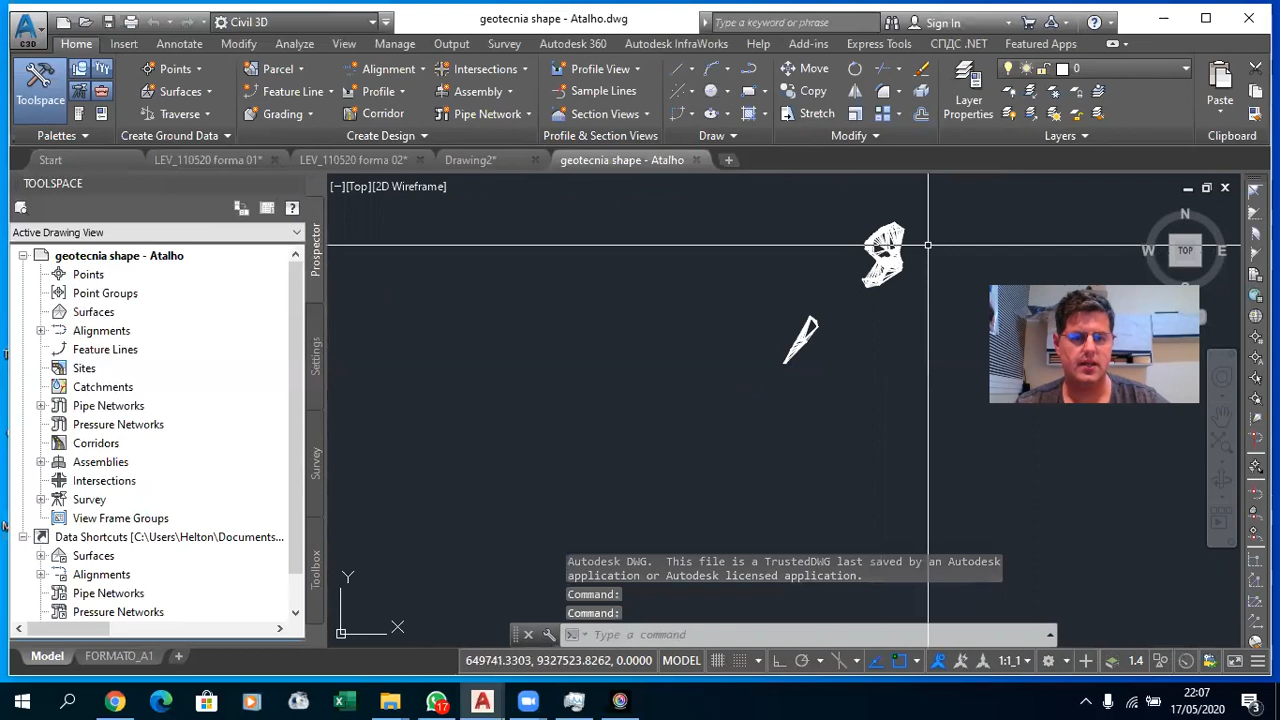 Civil 3D
geotecnia shape - Atalho.dwg
Type a keyword or phrase
Sign In
C3D
Home Insert Annotate Modify Analyze View Manage Output Survey Autodesk 360 Autodesk InfraWorks Help Add-ins Express Tools СПДС .NET Featured Apps
Toolspace
Points
Surfaces
Traverse
Parcel
Feature Line
Grading
Alignment
Profile
Corridor
Intersections
Assembly
Pipe Network
Profile View
Sample Lines
Section Views
Move
Copy
Stretch
Layer
Properties
0
Paste
Palettes Create Ground Data Create Design Profile & Section Views Draw Modify Layers Clipboard
Start LEV_110520 forma 01* LEV_110520 forma 02* Drawing2* geotecnia shape - Atalho
TOOLSPACE
[−][Top][2D Wireframe]
Active Drawing View
geotecnia shape - Atalho
Points
Point Groups
Surfaces
Alignments
Feature Lines
Sites
Catchments
Pipe Networks
Pressure Networks
Corridors
Assemblies
Intersections
Survey
View Frame Groups
Data Shortcuts [C:\Users\Helton\Documents...
Surfaces
Alignments
Pipe Networks
Pressure Networks
Prospector
Settings
Survey
Toolbox
N
W TOP E
S
Y
X
Autodesk DWG. This file is a TrustedDWG last saved by an Autodesk
application or Autodesk licensed application.
Command:
Command:
Type a command
Model FORMATO_A1
649741.3303, 9327523.8262, 0.0000 MODEL 1:1_1 1.4
17
22:07
17/05/2020
3